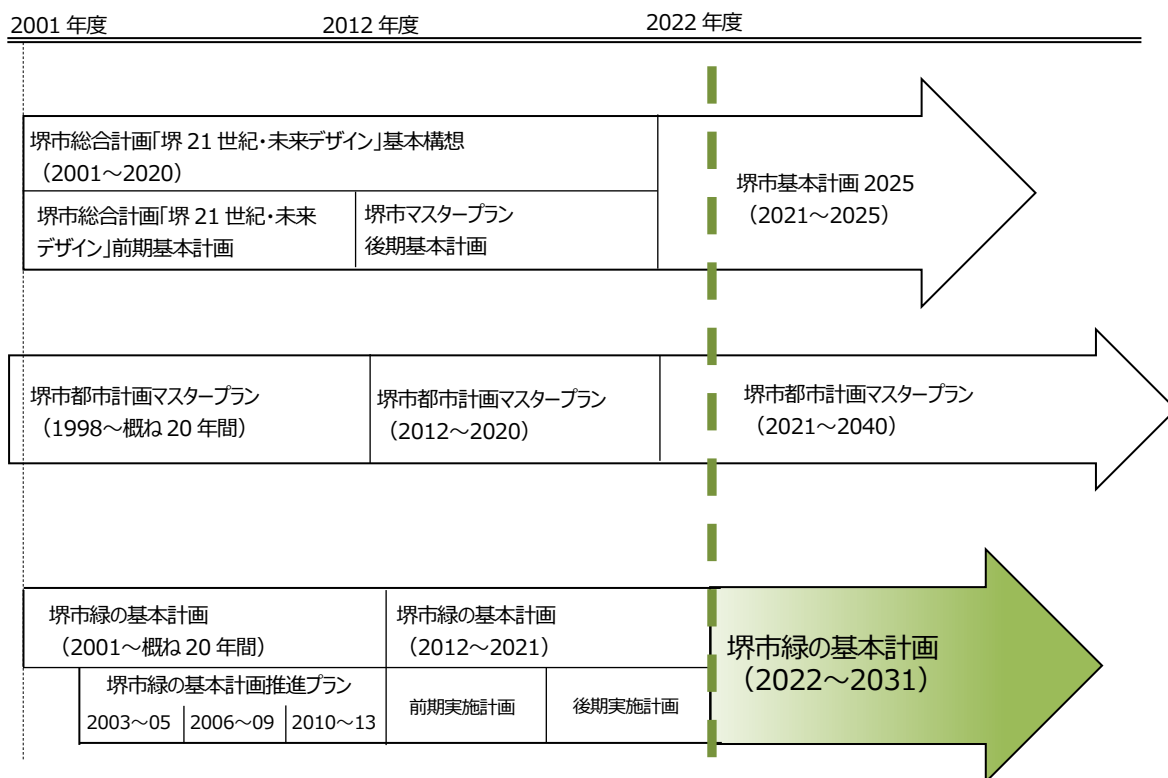 2001 年度
2012 年度
2022 年度
堺市総合計画「堺 21 世紀・未来デザイン」基本構想
（2001～2020）
堺市総合計画「堺 21 世紀・未来
デザイン」前期基本計画
堺市マスタープラン
後期基本計画
堺市基本計画 2025
（2021～2025）
堺市都市計画マスタープラン
（1998～概ね 20 年間）
堺市都市計画マスタープラン
（2012～2020）
堺市都市計画マスタープラン
（2021～2040）
堺市緑の基本計画
（2001～概ね 20 年間）
堺市緑の基本計画
（2012～2021）
堺市緑の基本計画
（2022～2031）
堺市緑の基本計画推進プラン
2003～05
2006～09
2010～13
前期実施計画
後期実施計画